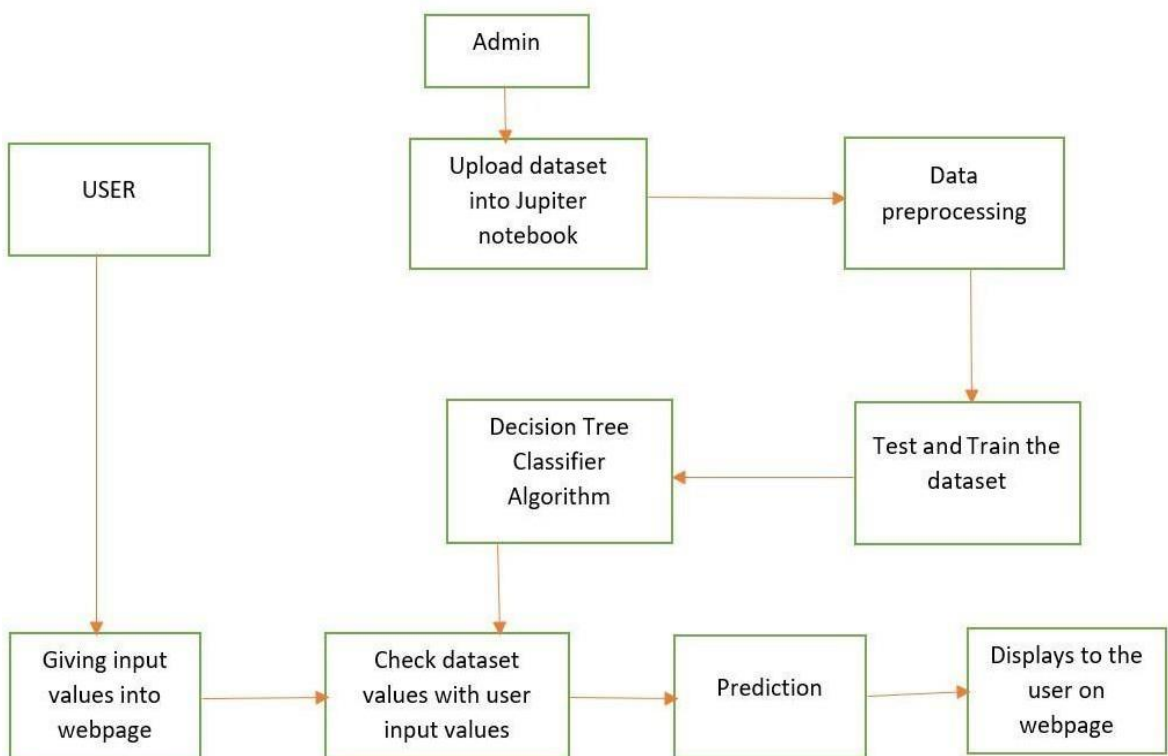 Admin
USER
Upload dataset
into Jupiter
notebook
Data
preprocessing
Decision Tree
Classifier
Algorithm
Test and Train the
dataset
Giving input
values into
webpage
Check dataset
values with user
input values
Prediction
Displays to the
user on
webpage